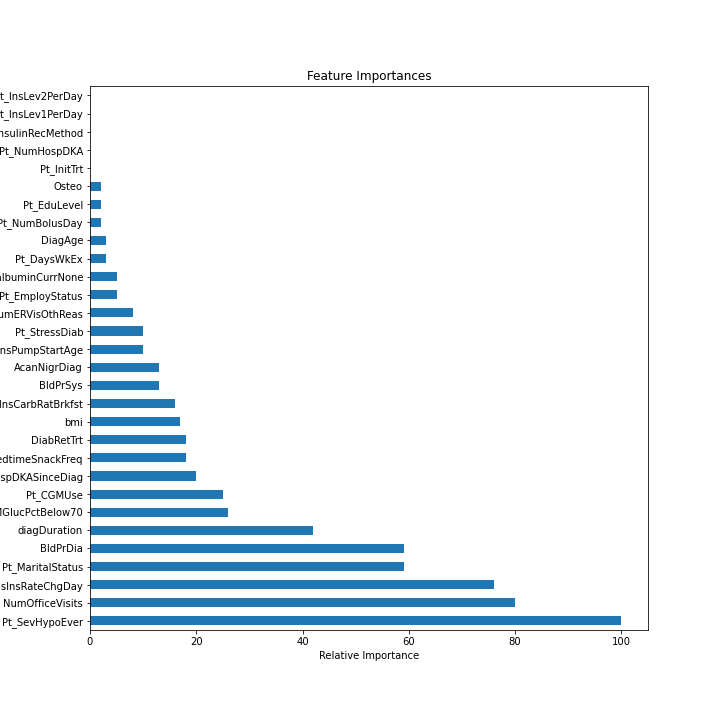 Feature Importances
t_InsLev2PerDay
t_InsLev1PerDay
nsulinRecMethod
Pt_NumHospDKA
Pt_InitTrt
Osteo
Pt_EduLevel
Pt_NumBolusDay
DiagAge
Pt_DaysWkEx
lbuminCurrNone
Pt_EmployStatus
umERVisOthReas
Pt_StressDiab
nsPumpStartAge
AcanNigrDiag
BldPrSys
InsCarbRatBrkfst
bmi
DiabRetTrt
edtimeSnackFreq
spDKASinceDiag
Pt_CGMUse
MGlucPctBelow70
diagDuration
BldPrDia
Pt_MaritalStatus
sInsRateChgDay
NumOfficeVisits
Pt_SevHypoEver
0 20 40 60 80 100
Relative Importance